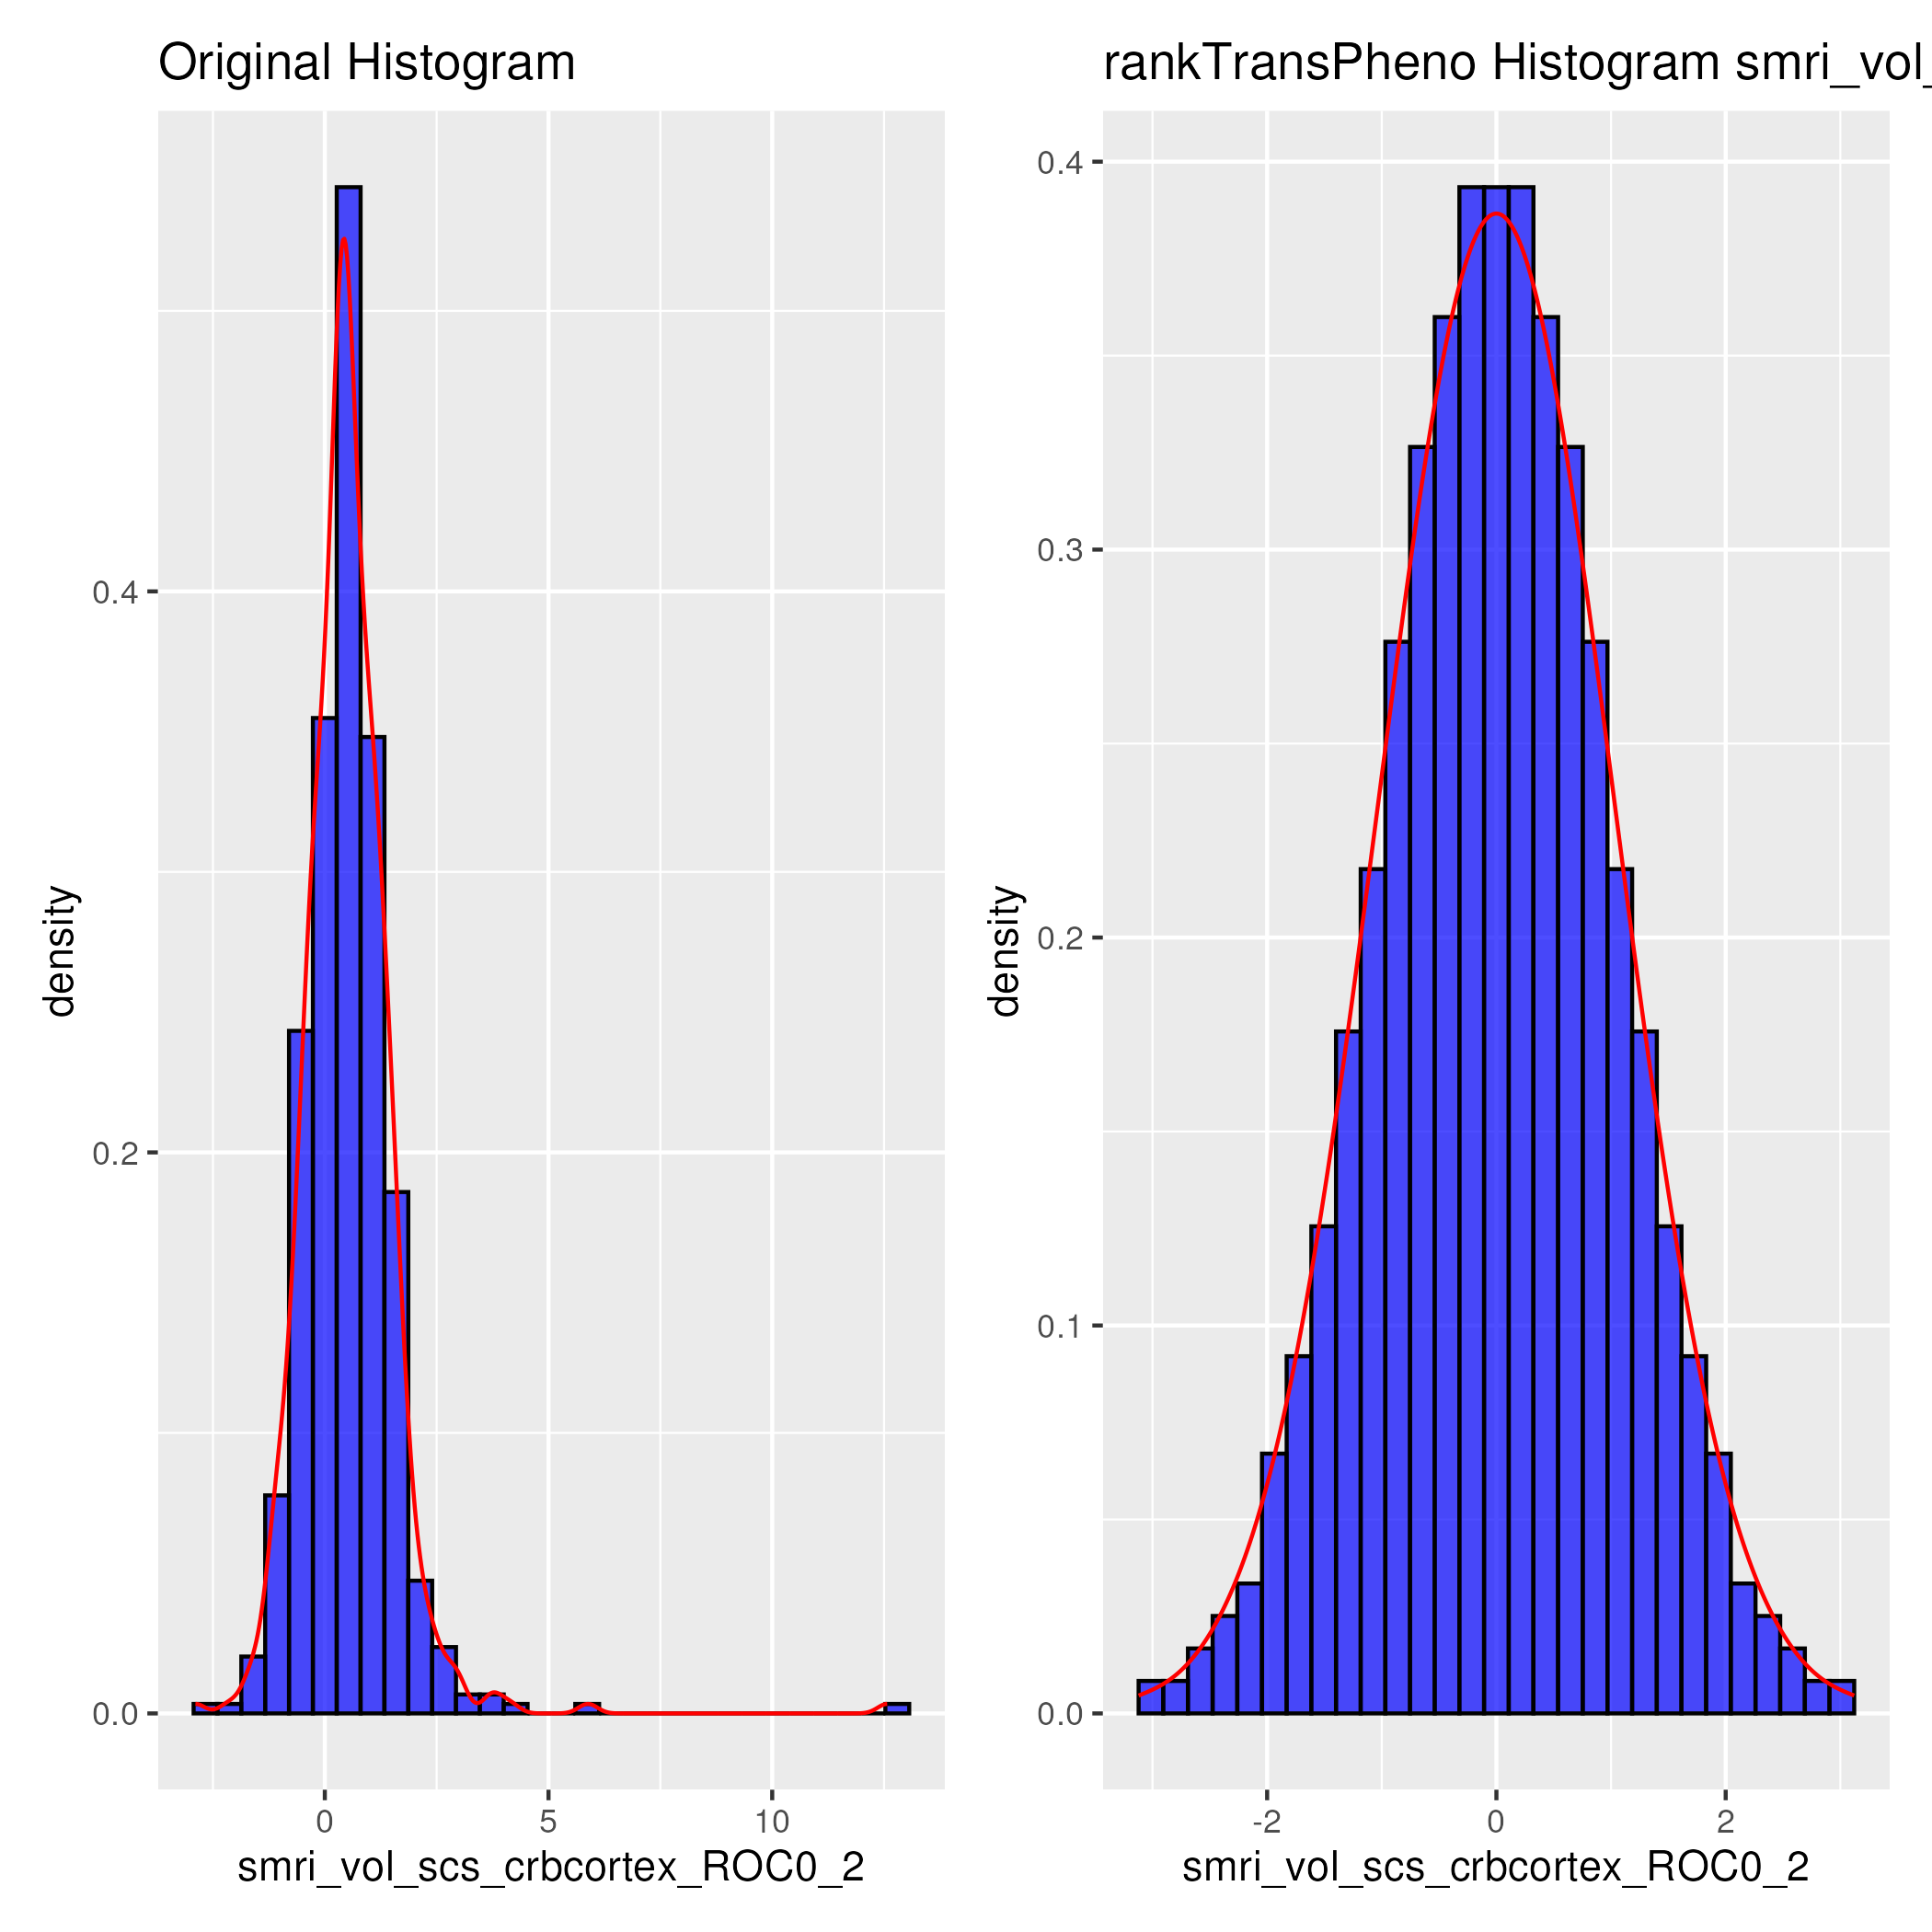 Original Histogram
density
0.4
0.2
0.0
0
5
10
smri_vol_scs_crbcortex_ROC0_2
rankTransPheno Histogram smri_vol_
density
0.4
0.3
0.2
0.1
0.0
-2
0
2
smri_vol_scs_crbcortex_ROC0_2